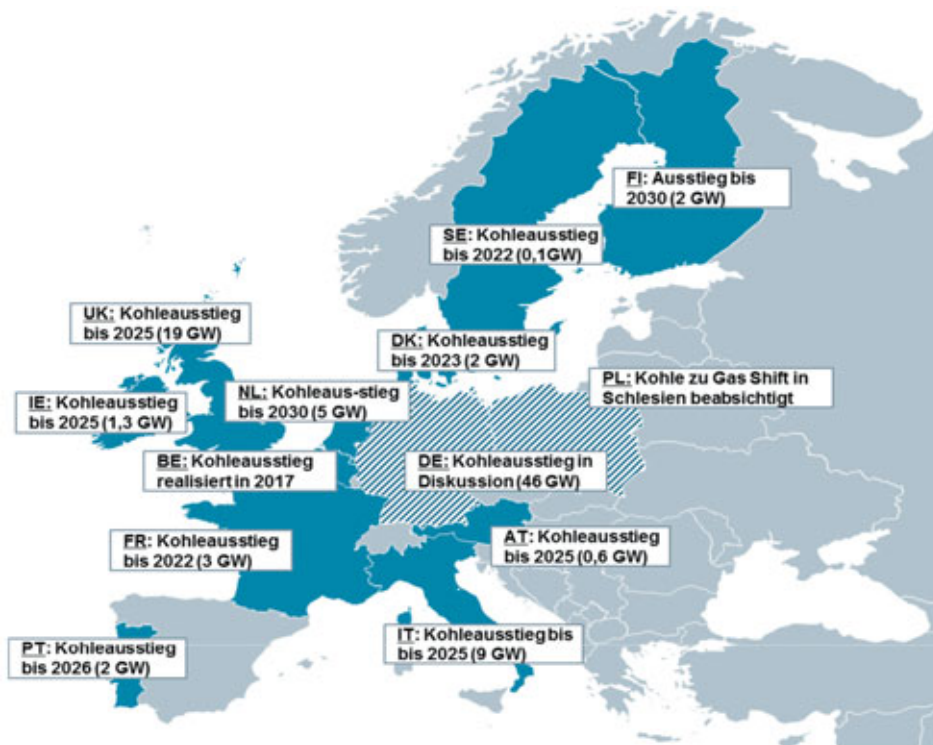 FI: Ausstieg bis
2030 (2 GW)
SE: Kohleausstieg
bis 2022 (0,1GW)
UK: Kohleausstieg
bis 2025 (19 GW)
DK: Kohleausstieg
bis 2023 (2 GW)
PL: Kohle zu Gas Shift in
Schlesien beabsichtigt
NL: Kohleaus-stieg
bis 2030 (5 GW)
IE: Kohleausstieg
bis 2025 (1,3 GW)
BE: Kohleausstieg
realisiert in 2017
DE: Kohleausstieg in
Diskussion (46 GW)
FR: Kohleausstieg
bis 2022 (3 GW)
AT: Kohleausstieg
bis 2025 (0,6 GW)
IT: Kohleausstieg bis
bis 2025 (9 GW)
PT: Kohleausstieg
bis 2026 (2 GW)